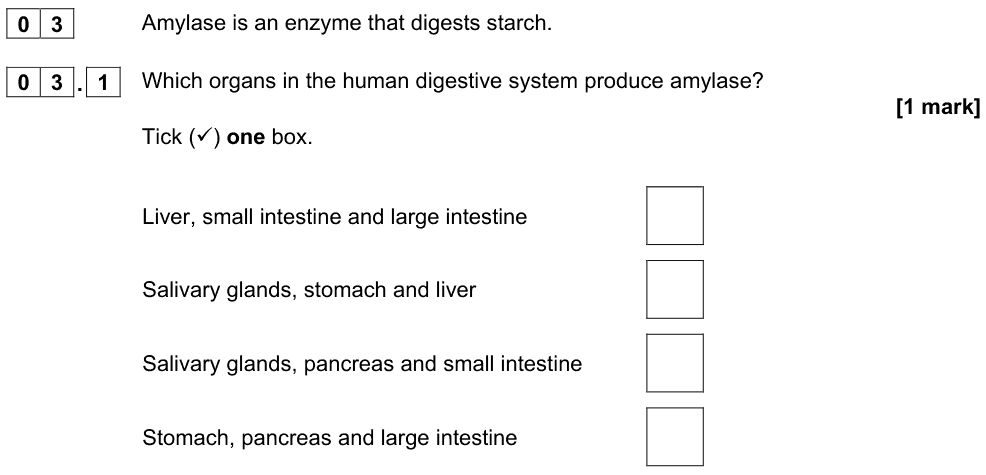 0 3 Amylase is an enzyme that digests starch.
0 3 . 1 Which organs in the human digestive system produce amylase?
[1 mark]
Tick (✓) one box.
Liver, small intestine and large intestine
Salivary glands, stomach and liver
Salivary glands, pancreas and small intestine
Stomach, pancreas and large intestine